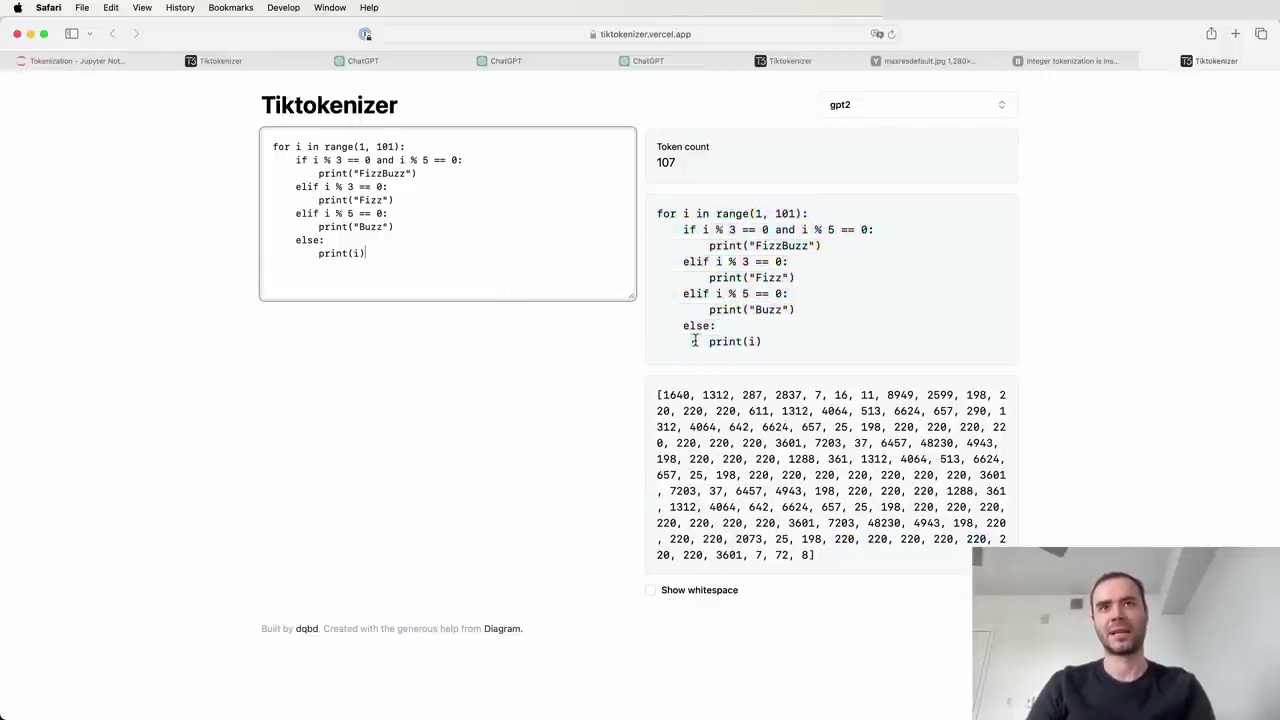 Safari File Edit View History Bookmarks Develop Window Help
tiktokenizer.vercel.app
Tokenization - Jupyter Not... Tiktokenizer ChatGPT ChatGPT ChatGPT Tiktokenizer maxresdefault.jpg 1,280×... Integer tokenization is ins... Tiktokenizer
Tiktokenizer
gpt2
for i in range(1, 101):
    if i % 3 == 0 and i % 5 == 0:
        print("FizzBuzz")
    elif i % 3 == 0:
        print("Fizz")
    elif i % 5 == 0:
        print("Buzz")
    else:
        print(i)
Token count
107
for i in range(1, 101):
    if i % 3 == 0 and i % 5 == 0:
        print("FizzBuzz")
    elif i % 3 == 0:
        print("Fizz")
    elif i % 5 == 0:
        print("Buzz")
    else:
        print(i)
[1640, 1312, 287, 2837, 7, 16, 11, 8949, 2599, 198, 2
20, 220, 220, 611, 1312, 4064, 513, 6624, 657, 290, 1
312, 4064, 642, 6624, 657, 25, 198, 220, 220, 220, 22
0, 220, 220, 220, 3601, 7203, 37, 6457, 48230, 4943,
198, 220, 220, 220, 1288, 361, 1312, 4064, 513, 6624,
657, 25, 198, 220, 220, 220, 220, 220, 220, 220, 3601
, 7203, 37, 6457, 4943, 198, 220, 220, 220, 1288, 361
, 1312, 4064, 642, 6624, 657, 25, 198, 220, 220, 220,
220, 220, 220, 220, 3601, 7203, 48230, 4943, 198, 220
, 220, 220, 2073, 25, 198, 220, 220, 220, 220, 220, 2
20, 220, 3601, 7, 72, 8]
Show whitespace
Built by dqbd. Created with the generous help from Diagram.